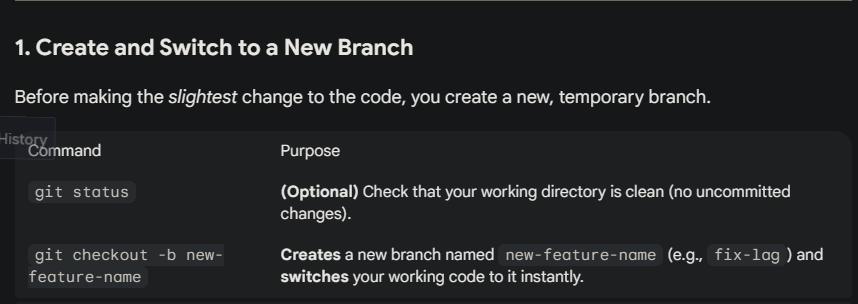 1. Create and Switch to a New Branch
Before making the slightest change to the code, you create a new, temporary branch.
History
Command Purpose
git status (Optional) Check that your working directory is clean (no uncommitted
changes).
git checkout -b new- Creates a new branch named new-feature-name (e.g., fix-lag) and
feature-name switches your working code to it instantly.